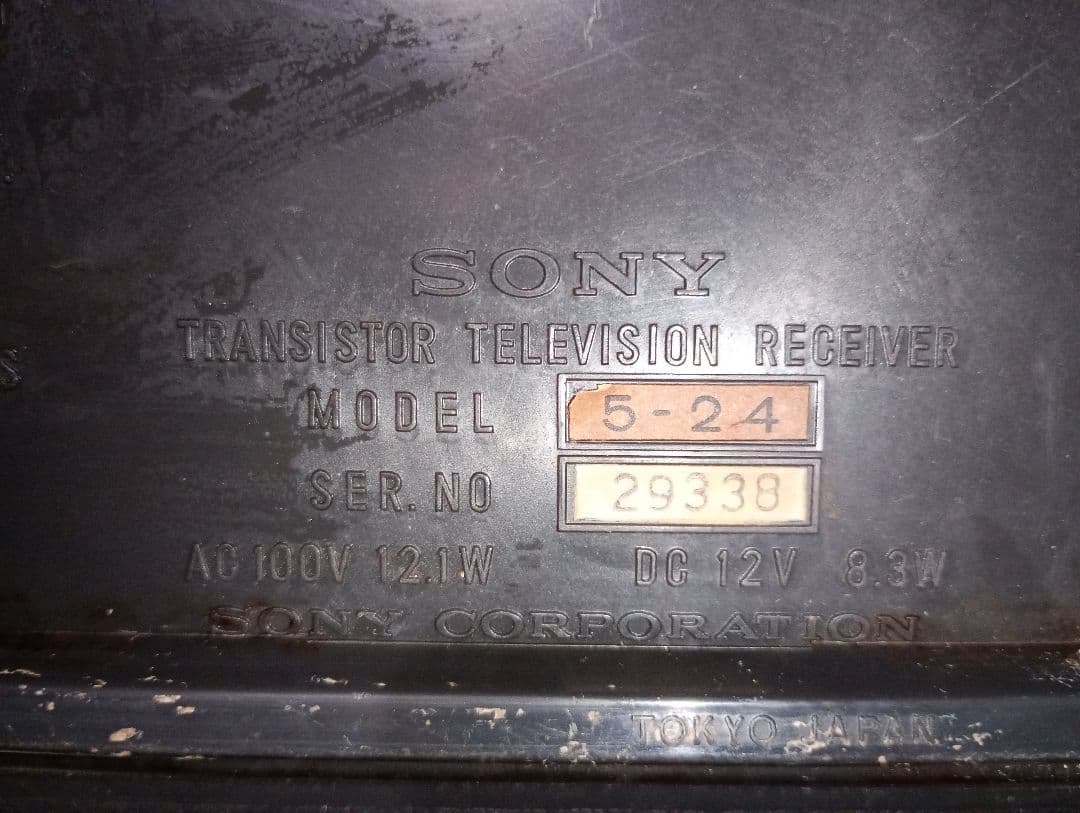 SONY
TRANSISTOR TELEVISION RECEIVER
MODEL 5-24
SER. NO 29338
AC 100V 12.1W DC 12V 8.3W
SONY CORPORATION
TOKYO JAPAN